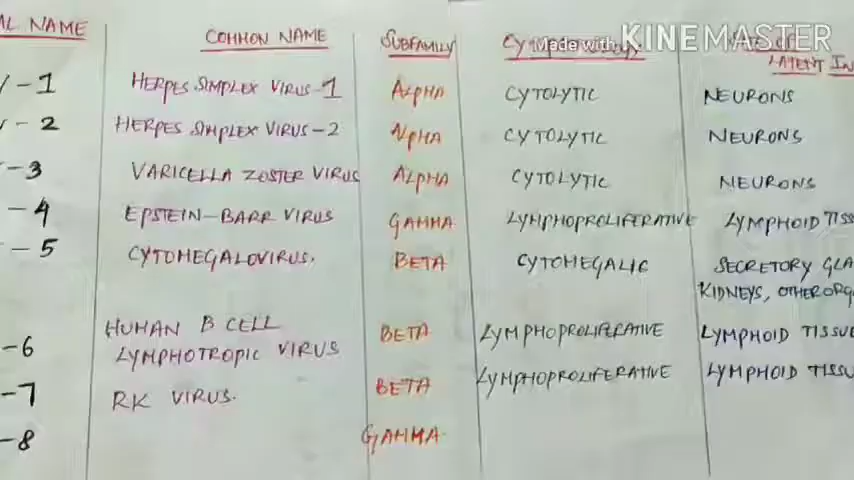 AL NAME COMMON NAME SUBFAMILY Made with KINEMASTER
LATENT IN
-1 HERPES SIMPLEX VIRUS-1 ALPHA CYTOLYTIC NEURONS
-2 HERPES SIMPLEX VIRUS-2 ALPHA CYTOLYTIC NEURONS
-3 VARICELLA ZOSTER VIRUS ALPHA CYTOLYTIC NEURONS
-4 EPSTEIN-BARR VIRUS GAMMA LYMPHOPROLIFERATIVE LYMPHOID TISS
-5 CYTOMEGALOVIRUS. BETA CYTOMEGALIC SECRETORY GLA
KIDNEYS, OTHER ORG
-6 HUMAN B CELL BETA LYMPHOPROLIFERATIVE LYMPHOID TISSUE
LYMPHOTROPIC VIRUS
-7 RK VIRUS. BETA LYMPHOPROLIFERATIVE LYMPHOID TISSU
-8 GAMMA